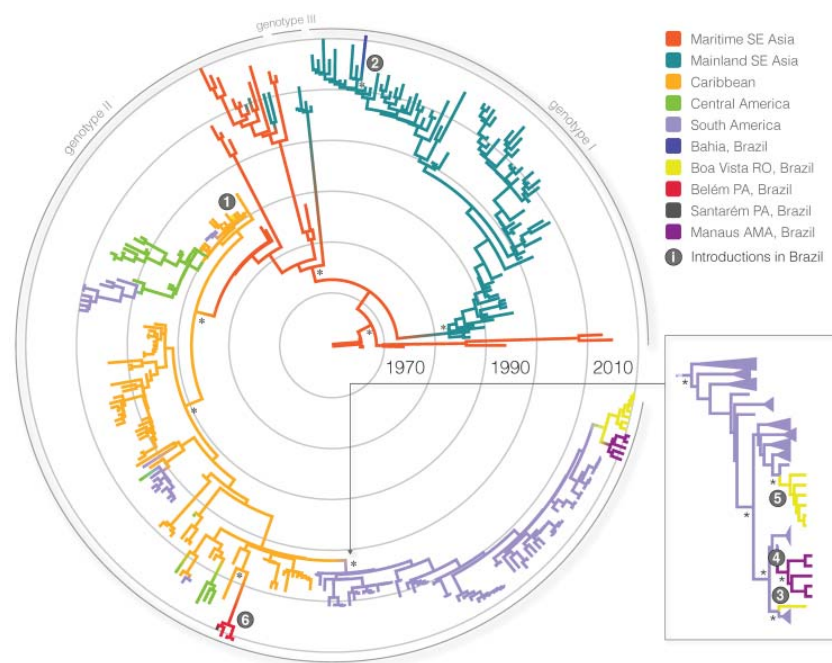 genotype III
genotype II
genotype I
Maritime SE Asia
Mainland SE Asia
Caribbean
Central America
South America
Bahia, Brazil
Boa Vista RO, Brazil
Belém PA, Brazil
Santarém PA, Brazil
Manaus AMA, Brazil
i Introductions in Brazil
2
1
*
*
*
*
*
*
1970 1990 2010
*
5
*
*
4
*
*
3
*
*
*
6